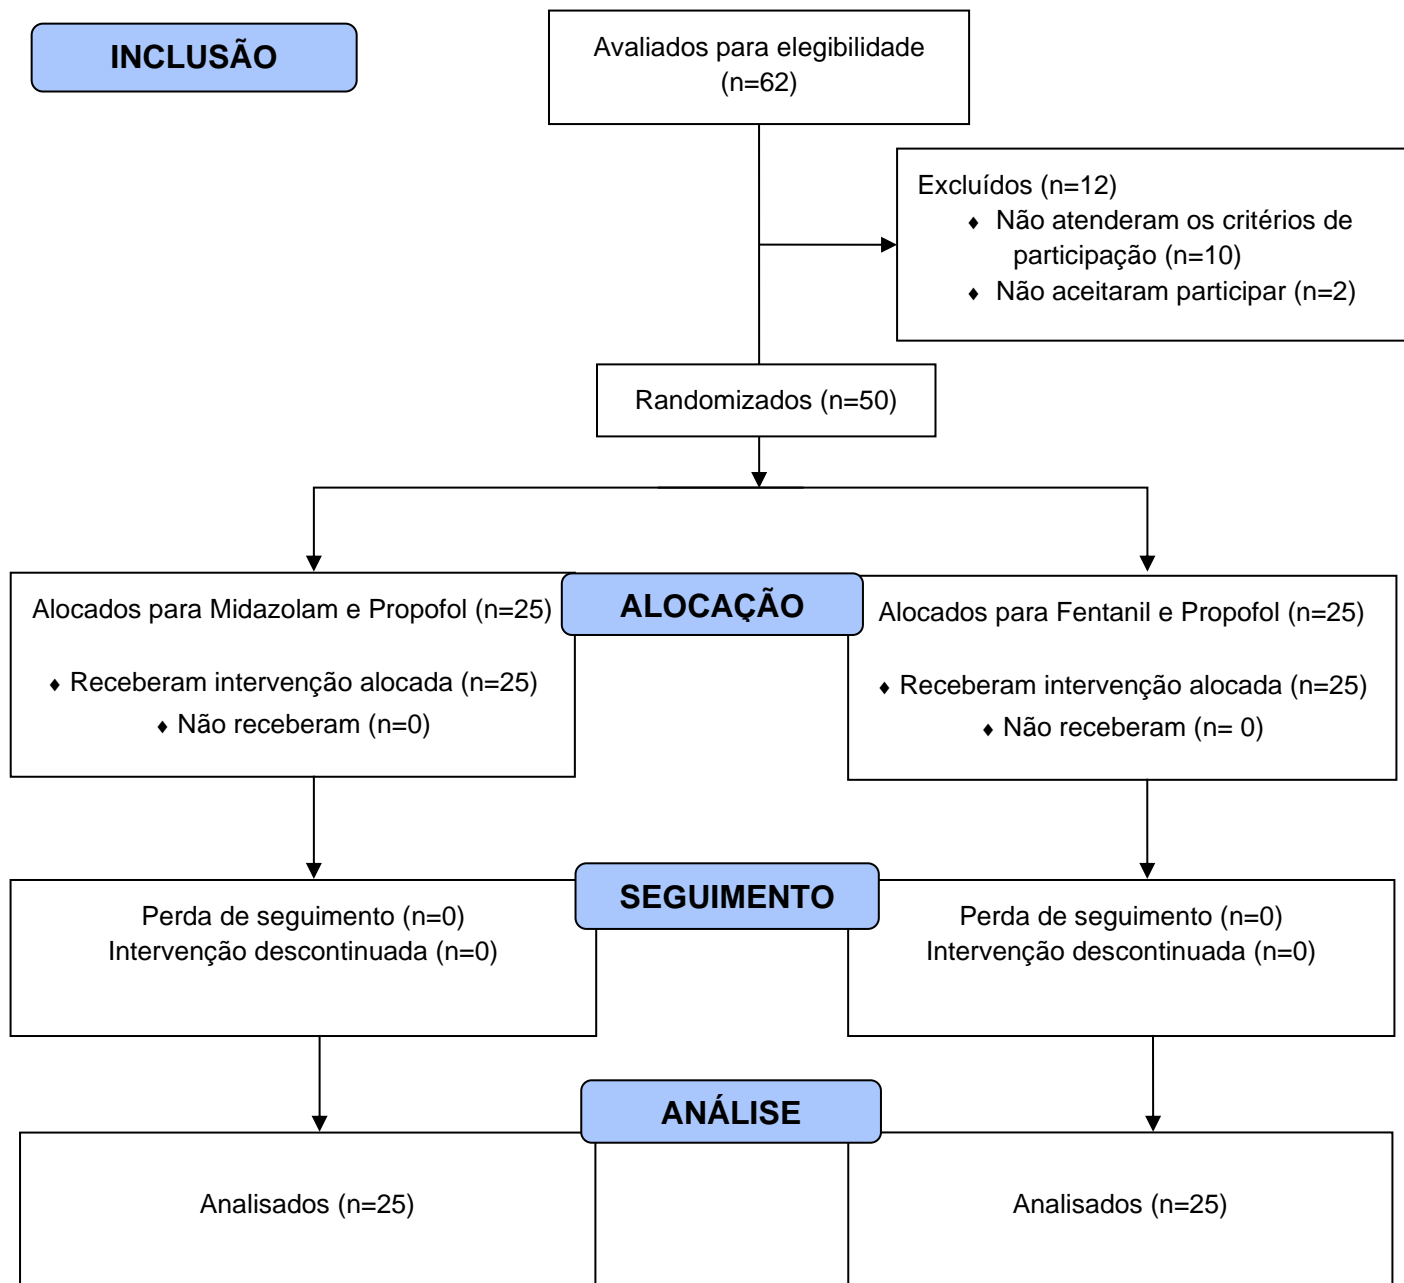 INCLUSÃO
Avaliados para elegibilidade
(n=62)
Excluídos (n=12)
♦ Não atenderam os critérios de
participação (n=10)
♦ Não aceitaram participar (n=2)
Randomizados (n=50)
ALOCAÇÃO
Alocados para Midazolam e Propofol (n=25)
♦ Receberam intervenção alocada (n=25)
♦ Não receberam (n=0)
Alocados para Fentanil e Propofol (n=25)
♦ Receberam intervenção alocada (n=25)
♦ Não receberam (n= 0)
SEGUIMENTO
Perda de seguimento (n=0)
Intervenção descontinuada (n=0)
Perda de seguimento (n=0)
Intervenção descontinuada (n=0)
ANÁLISE
Analisados (n=25)
Analisados (n=25)